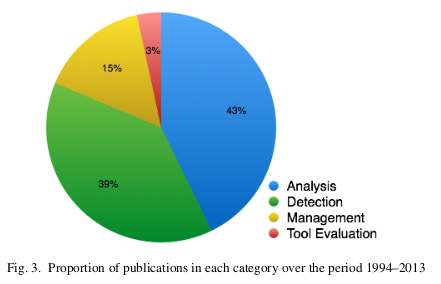 3%
15%
43%
39%
Analysis
Detection
Management
Tool Evaluation
Fig. 3. Proportion of publications in each category over the period 1994–2013